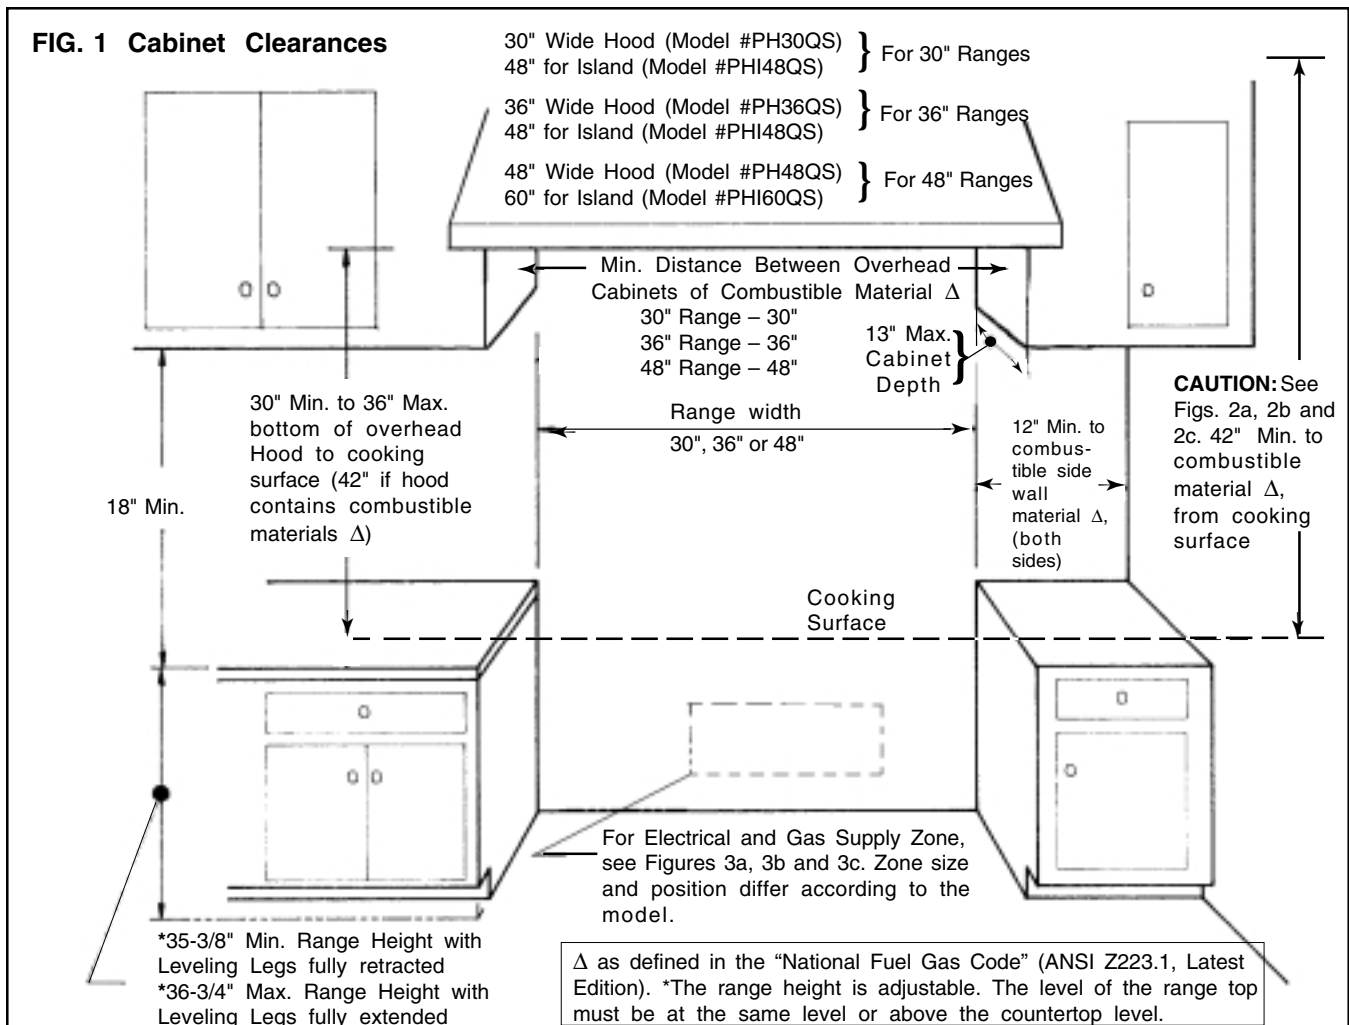 FIG. 1 Cabinet Clearances
30" Wide Hood (Model #PH30QS)
48" for Island (Model #PHI48QS)
} For 30" Ranges
36" Wide Hood (Model #PH36QS)
48" for Island (Model #PHI48QS)
} For 36" Ranges
48" Wide Hood (Model #PH48QS)
60" for Island (Model #PHI60QS)
} For 48" Ranges
Min. Distance Between Overhead
Cabinets of Combustible Material Δ
30" Range – 30"
36" Range – 36"
48" Range – 48"
13" Max.
Cabinet
Depth
}
30" Min. to 36" Max.
bottom of overhead
Hood to cooking
surface (42" if hood
contains combustible
materials Δ)
18" Min.
Range width
30", 36" or 48"
12" Min. to
combus-
tible side
wall
material Δ,
(both
sides)
CAUTION: See
Figs. 2a, 2b and
2c. 42" Min. to
combustible
material Δ,
from cooking
surface
Cooking
Surface
For Electrical and Gas Supply Zone,
see Figures 3a, 3b and 3c. Zone size
and position differ according to the
model.
*35-3/8" Min. Range Height with
Leveling Legs fully retracted
*36-3/4" Max. Range Height with
Leveling Legs fully extended
Δ as defined in the “National Fuel Gas Code” (ANSI Z223.1, Latest
Edition). *The range height is adjustable. The level of the range top
must be at the same level or above the countertop level.